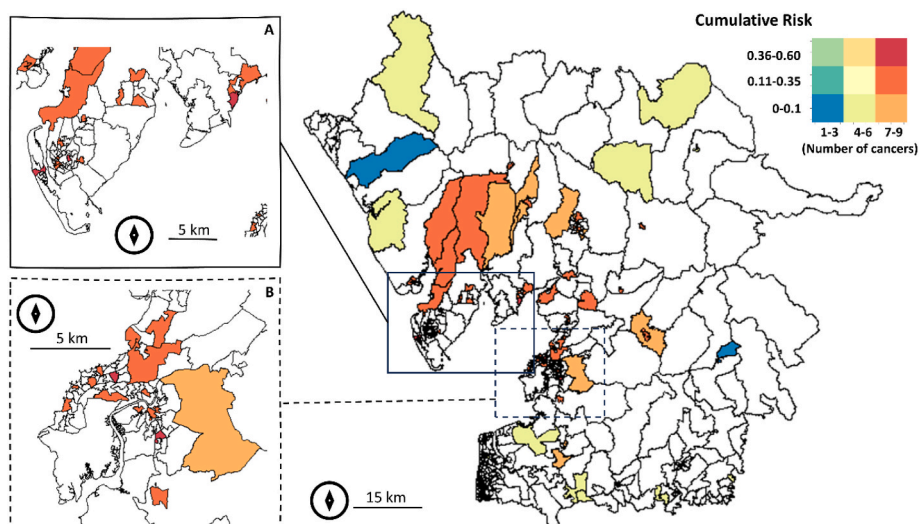 A
5 km
B
5 km
15 km
Cumulative Risk
0.36-0.60
0.11-0.35
0-0.1
1-3 4-6 7-9
(Number of cancers)